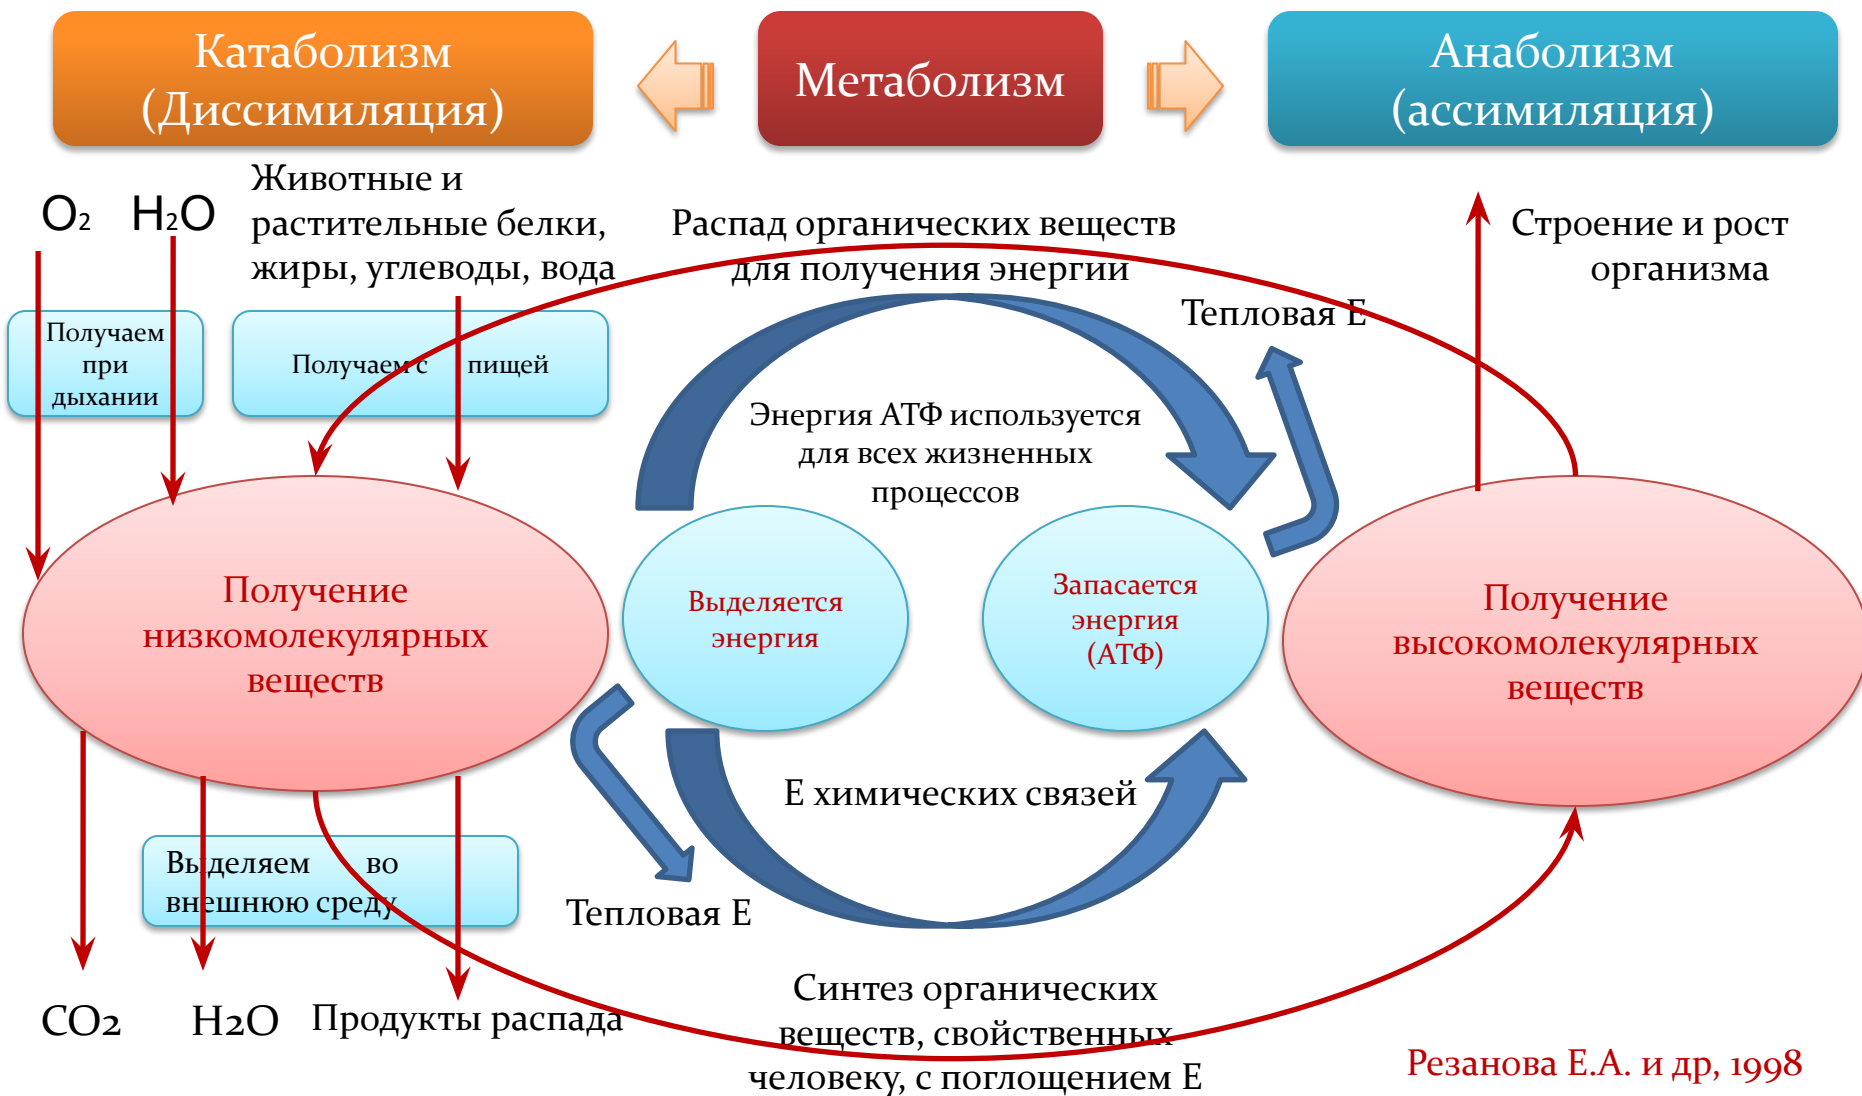 Катаболизм
(Диссимиляция)
Метаболизм
Анаболизм
(ассимиляция)
O₂ H₂O
Животные и
растительные белки,
жиры, углеводы, вода
Распад органических веществ
для получения энергии
Строение и рост
организма
Тепловая Е
Получаем
при
дыхании
Получаем с пищей
Энергия АТФ используется
для всех жизненных
процессов
Получение
низкомолекулярных
веществ
Выделяется
энергия
Запасается
энергия
(АТФ)
Получение
высокомолекулярных
веществ
Е химических связей
Выделяем во
внешнюю среду
Тепловая Е
CO2 H2O Продукты распада
Синтез органических
веществ, свойственных
человеку, с поглощением Е
Резанова Е.А. и др, 1998